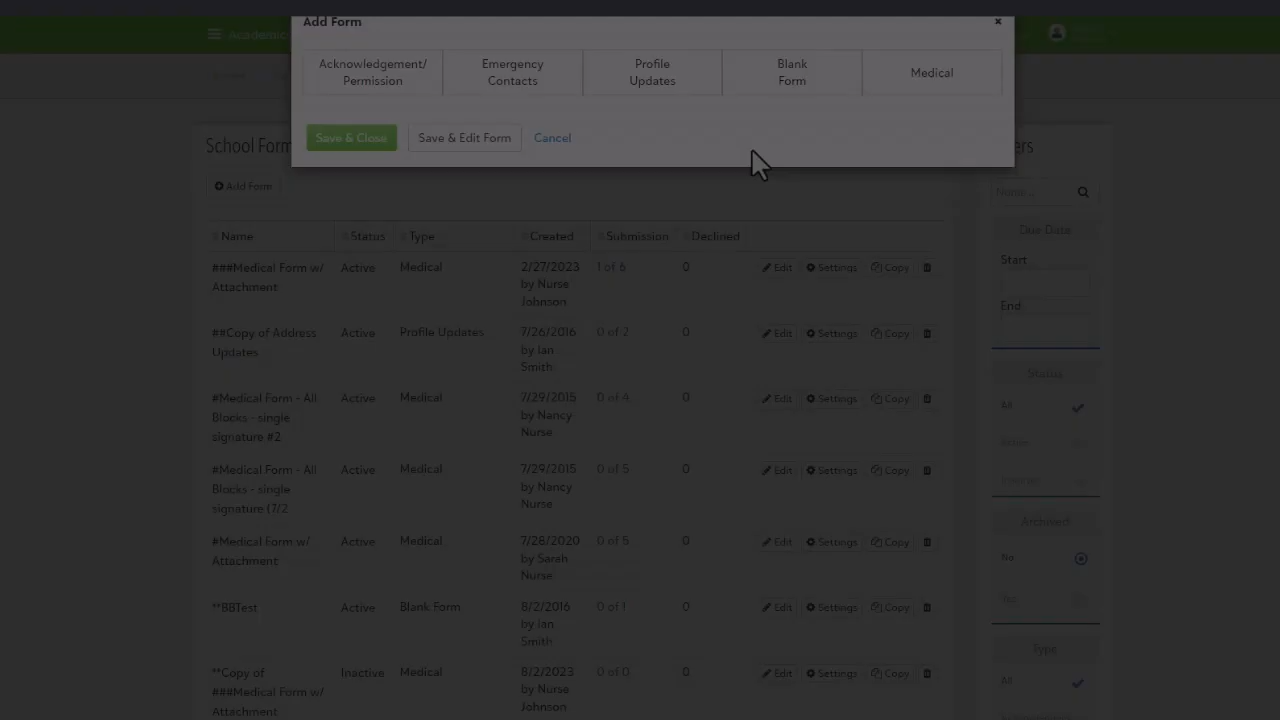 Add Form
×
Academics
Acknowledgement/
Permission
Emergency
Contacts
Profile
Updates
Blank
Form
Medical
Save & Close
Save & Edit Form
Cancel
School Form
ers
Add Form
Name...
Name Status Type Created Submission Declined
Due Date
Start
End
Status
All
Active
Inactive
Archived
No
Yes
Type
All
###Medical Form w/
Attachment
Active
Medical
2/27/2023
by Nurse
Johnson
1 of 6
0
Edit Settings Copy
##Copy of Address
Updates
Active
Profile Updates
7/26/2016
by Ian
Smith
0 of 2
0
Edit Settings Copy
#Medical Form - All
Blocks - single
signature #2
Active
Medical
7/29/2015
by Nancy
Nurse
0 of 4
0
Edit Settings Copy
#Medical Form - All
Blocks - single
signature (7/2
Active
Medical
7/29/2015
by Nancy
Nurse
0 of 5
0
Edit Settings Copy
#Medical Form w/
Attachment
Active
Medical
7/28/2020
by Sarah
Nurse
0 of 5
0
Edit Settings Copy
**BBTest
Active
Blank Form
8/2/2016
by Ian
Smith
0 of 1
0
Edit Settings Copy
**Copy of
###Medical Form w/
Attachment
Inactive
Medical
8/2/2023
by Nurse
Johnson
0 of 0
0
Edit Settings Copy